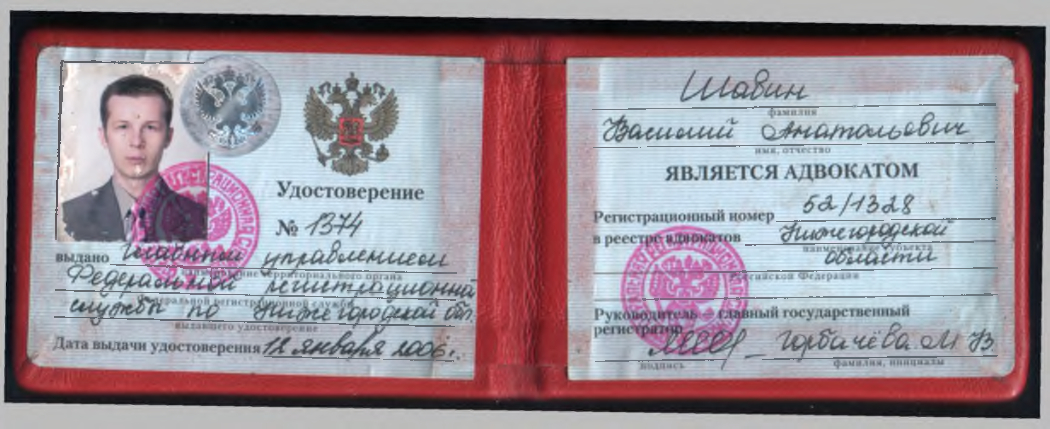 Удостоверение
№ 1374
выдано Главным управлением
наименование территориального органа
Федеральной регистрационной
Федеральной регистрационной службы
службы по Нижегородской обл.
выдавшего удостоверение
Дата выдачи удостоверения 12 января 2006г.
Шавин
фамилия
Василий Анатольевич
имя, отчество
ЯВЛЯЕТСЯ АДВОКАТОМ
Регистрационный номер 52/1328
в реестре адвокатов Нижегородской
наименование субъекта
области
Российской Федерации
Руководитель – главный государственный
регистратор
Горбачёва М В
подпись фамилия, инициалы